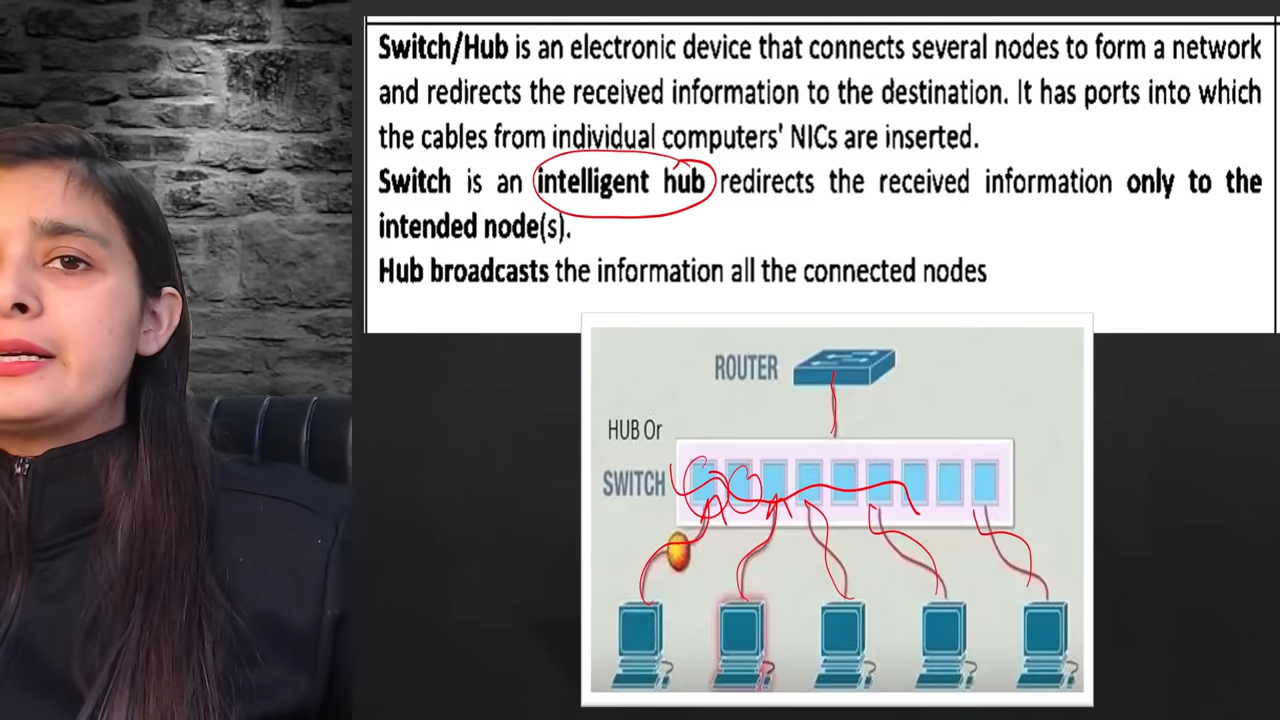 Switch/Hub is an electronic device that connects several nodes to form a network
and redirects the received information to the destination. It has ports into which
the cables from individual computers' NICs are inserted.
Switch is an intelligent hub redirects the received information only to the
intended node(s).
Hub broadcasts the information all the connected nodes
ROUTER
HUB Or
SWITCH